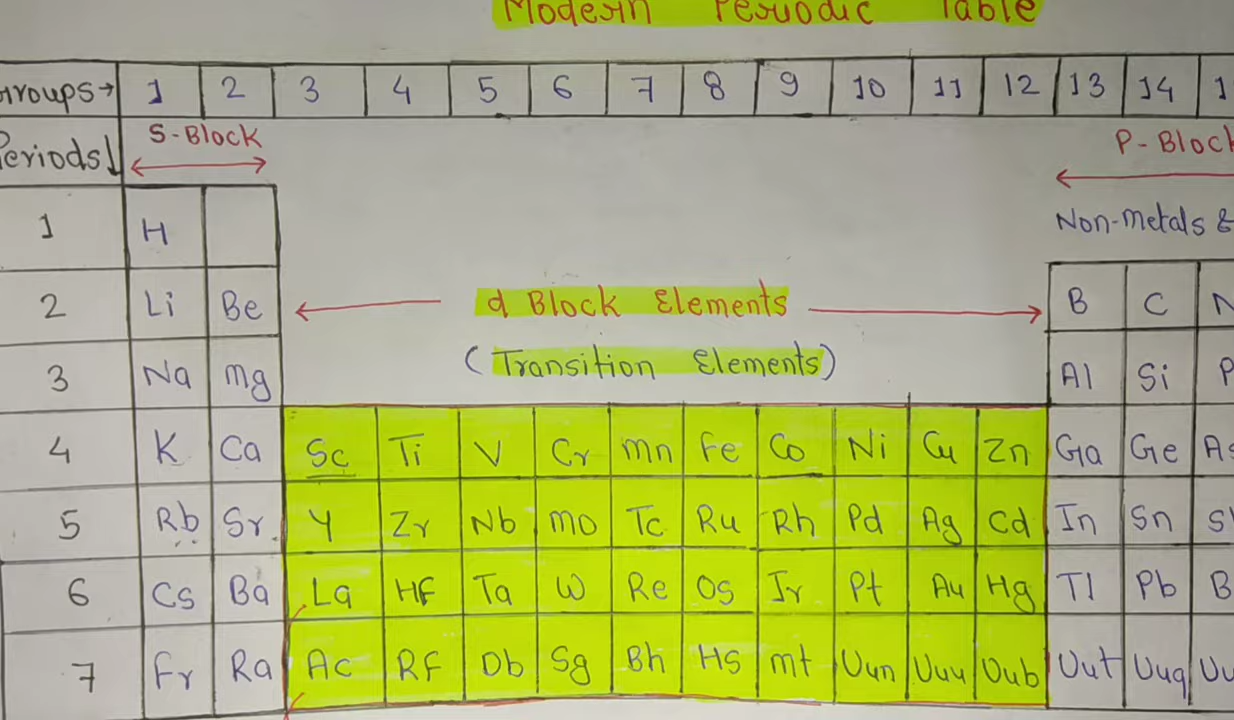 Modern Periodic Table
Groups→ 1 2 3 4 5 6 7 8 9 10 11 12 13 14 1
Periods↓ S-Block P-Block
1 H Non-Metals &
2 Li Be d Block Elements B C N
3 Na mg (Transition Elements) Al Si P
4 K Ca Sc Ti V Cr mn Fe Co Ni Cu Zn Ga Ge As
5 Rb Sr Y Zr Nb mo Tc Ru Rh Pd Ag Cd In Sn S
6 Cs Ba La HF Ta W Re Os Ir Pt Au Hg Tl Pb B
7 Fr Ra Ac RF Db Sg Bh HS mt Uun Uuu Uub Uut Uuq Uu